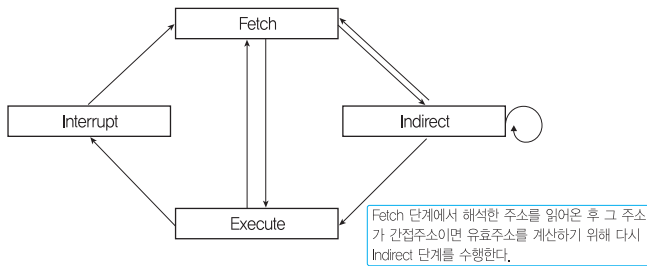 Fetch
Interrupt
Indirect
Execute
Fetch 단계에서 해석한 주소를 읽어온 후 그 주소
가 간접주소이면 유효주소를 계산하기 위해 다시
Indirect 단계를 수행한다.